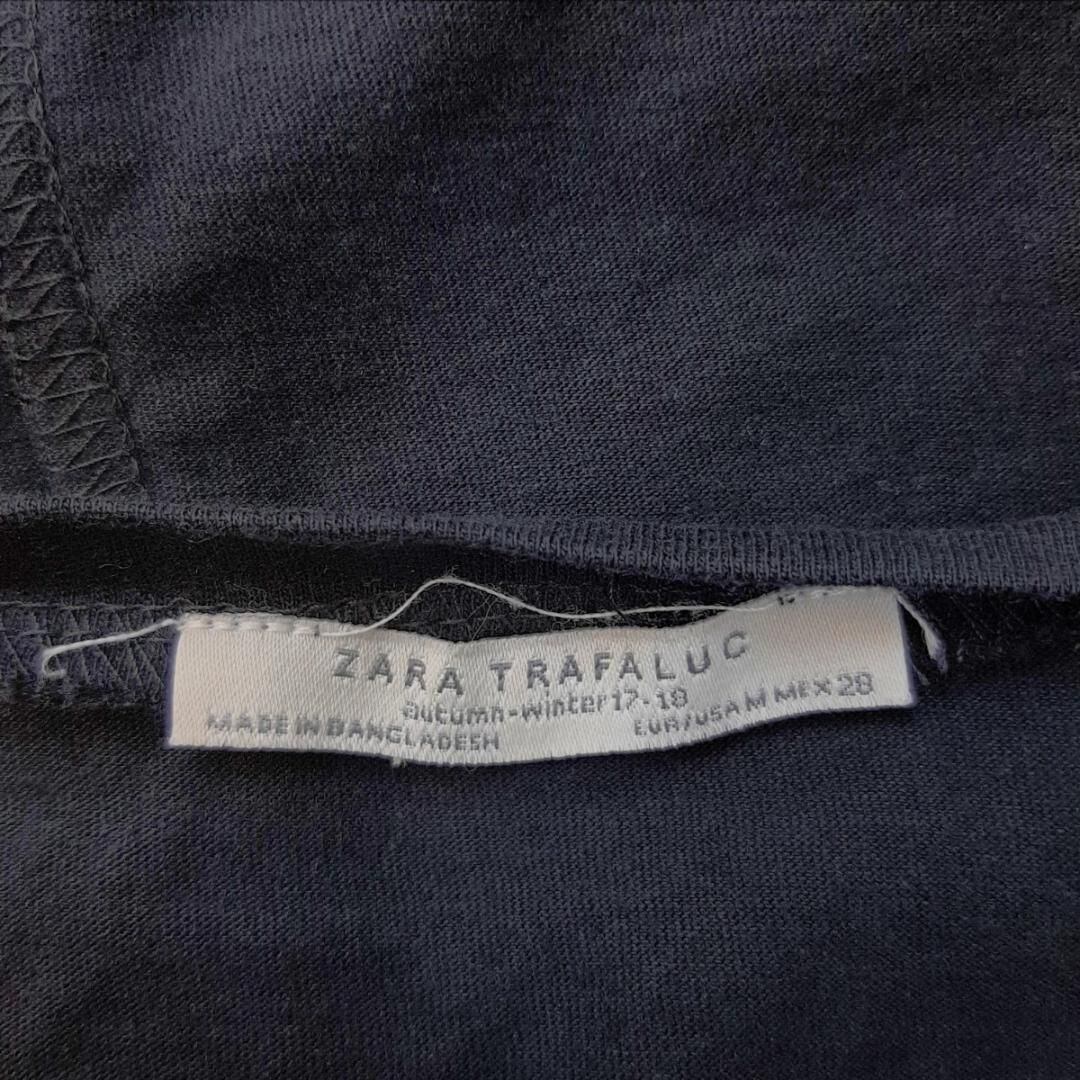 ZARA TRAFALUC
autumn-winter 17-18
MADE IN BANGLADESH EUR/USA M MEX 28